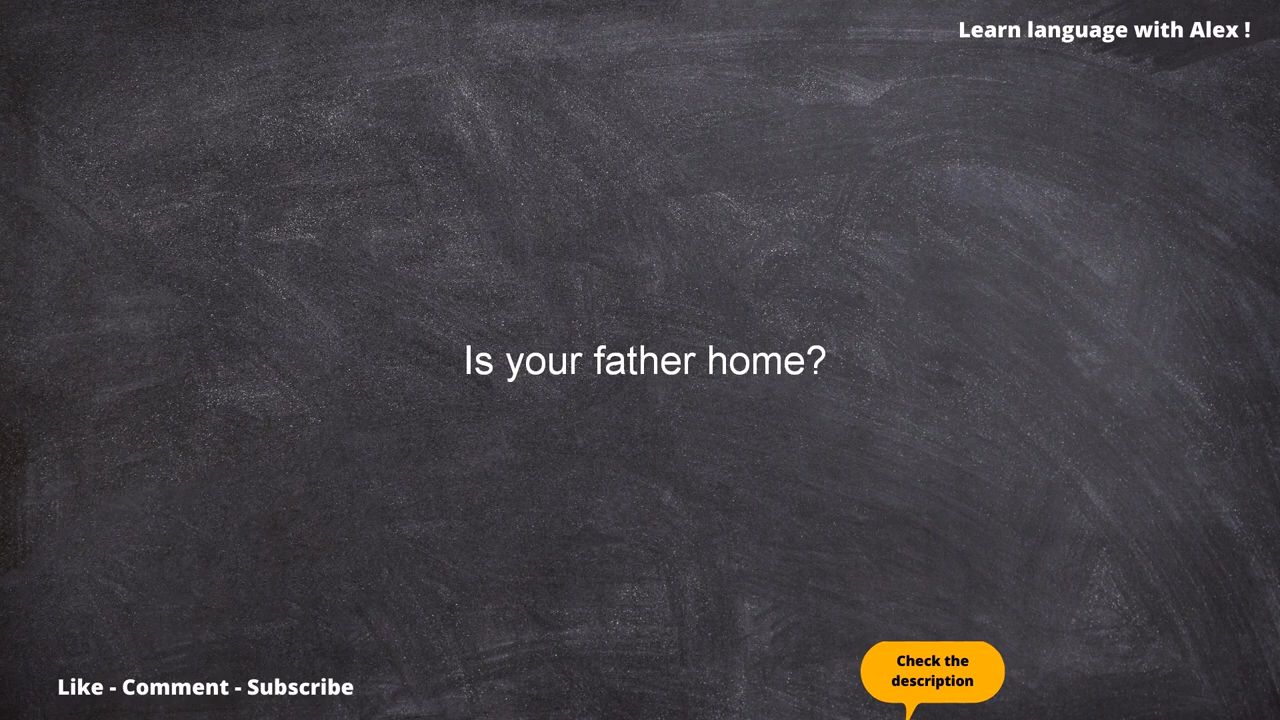 Learn language with Alex !
Is your father home?
Like - Comment - Subscribe
Check the
description